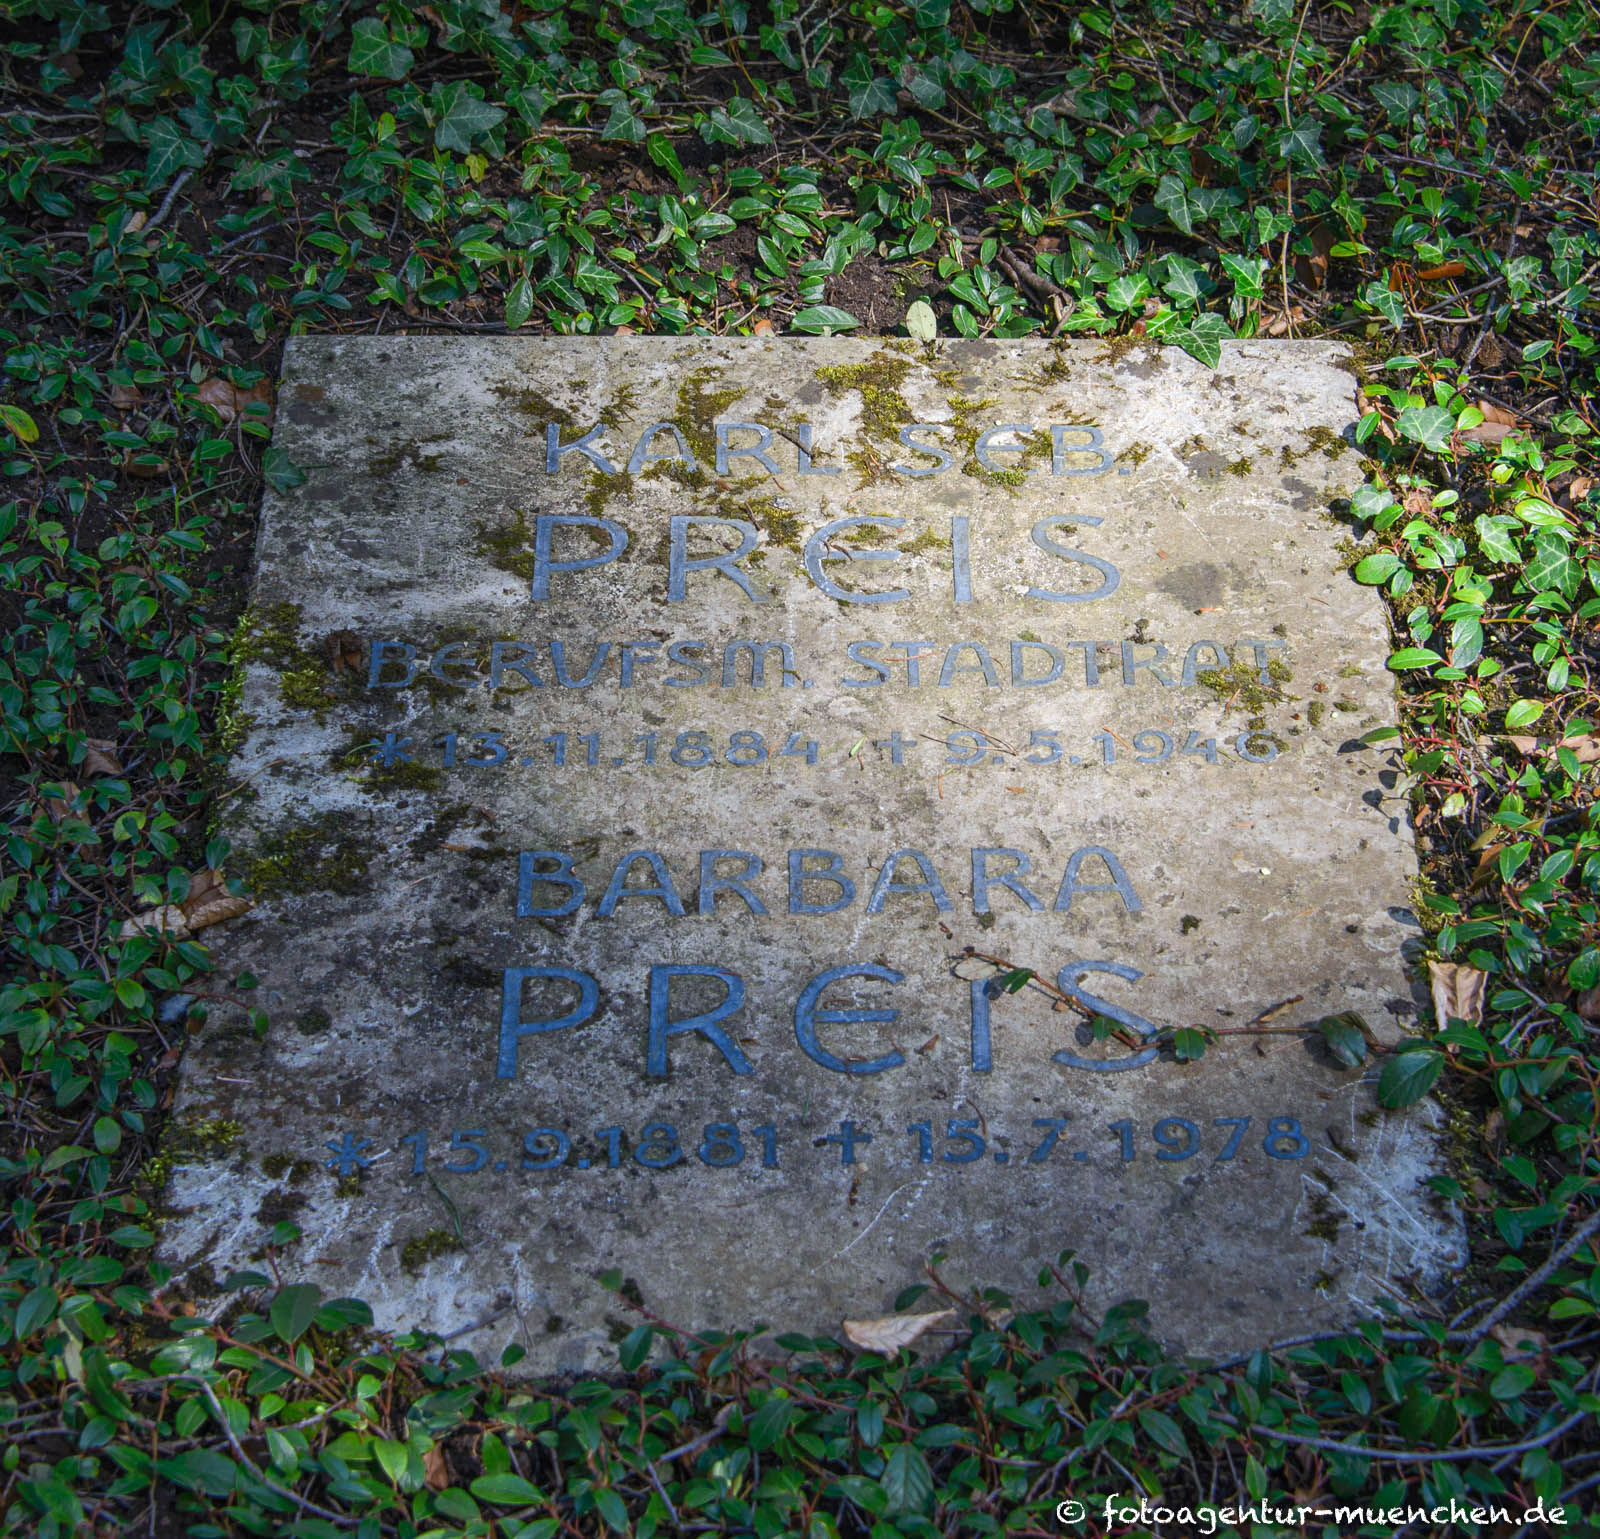 KARL SEB.
PREIS
BERUFSM. STADTRAT
* 13.11.1884 † 9.5.1946
BARBARA
PREIS
* 15.9.1881 † 15.7.1978
© fotoagentur-muenchen.de